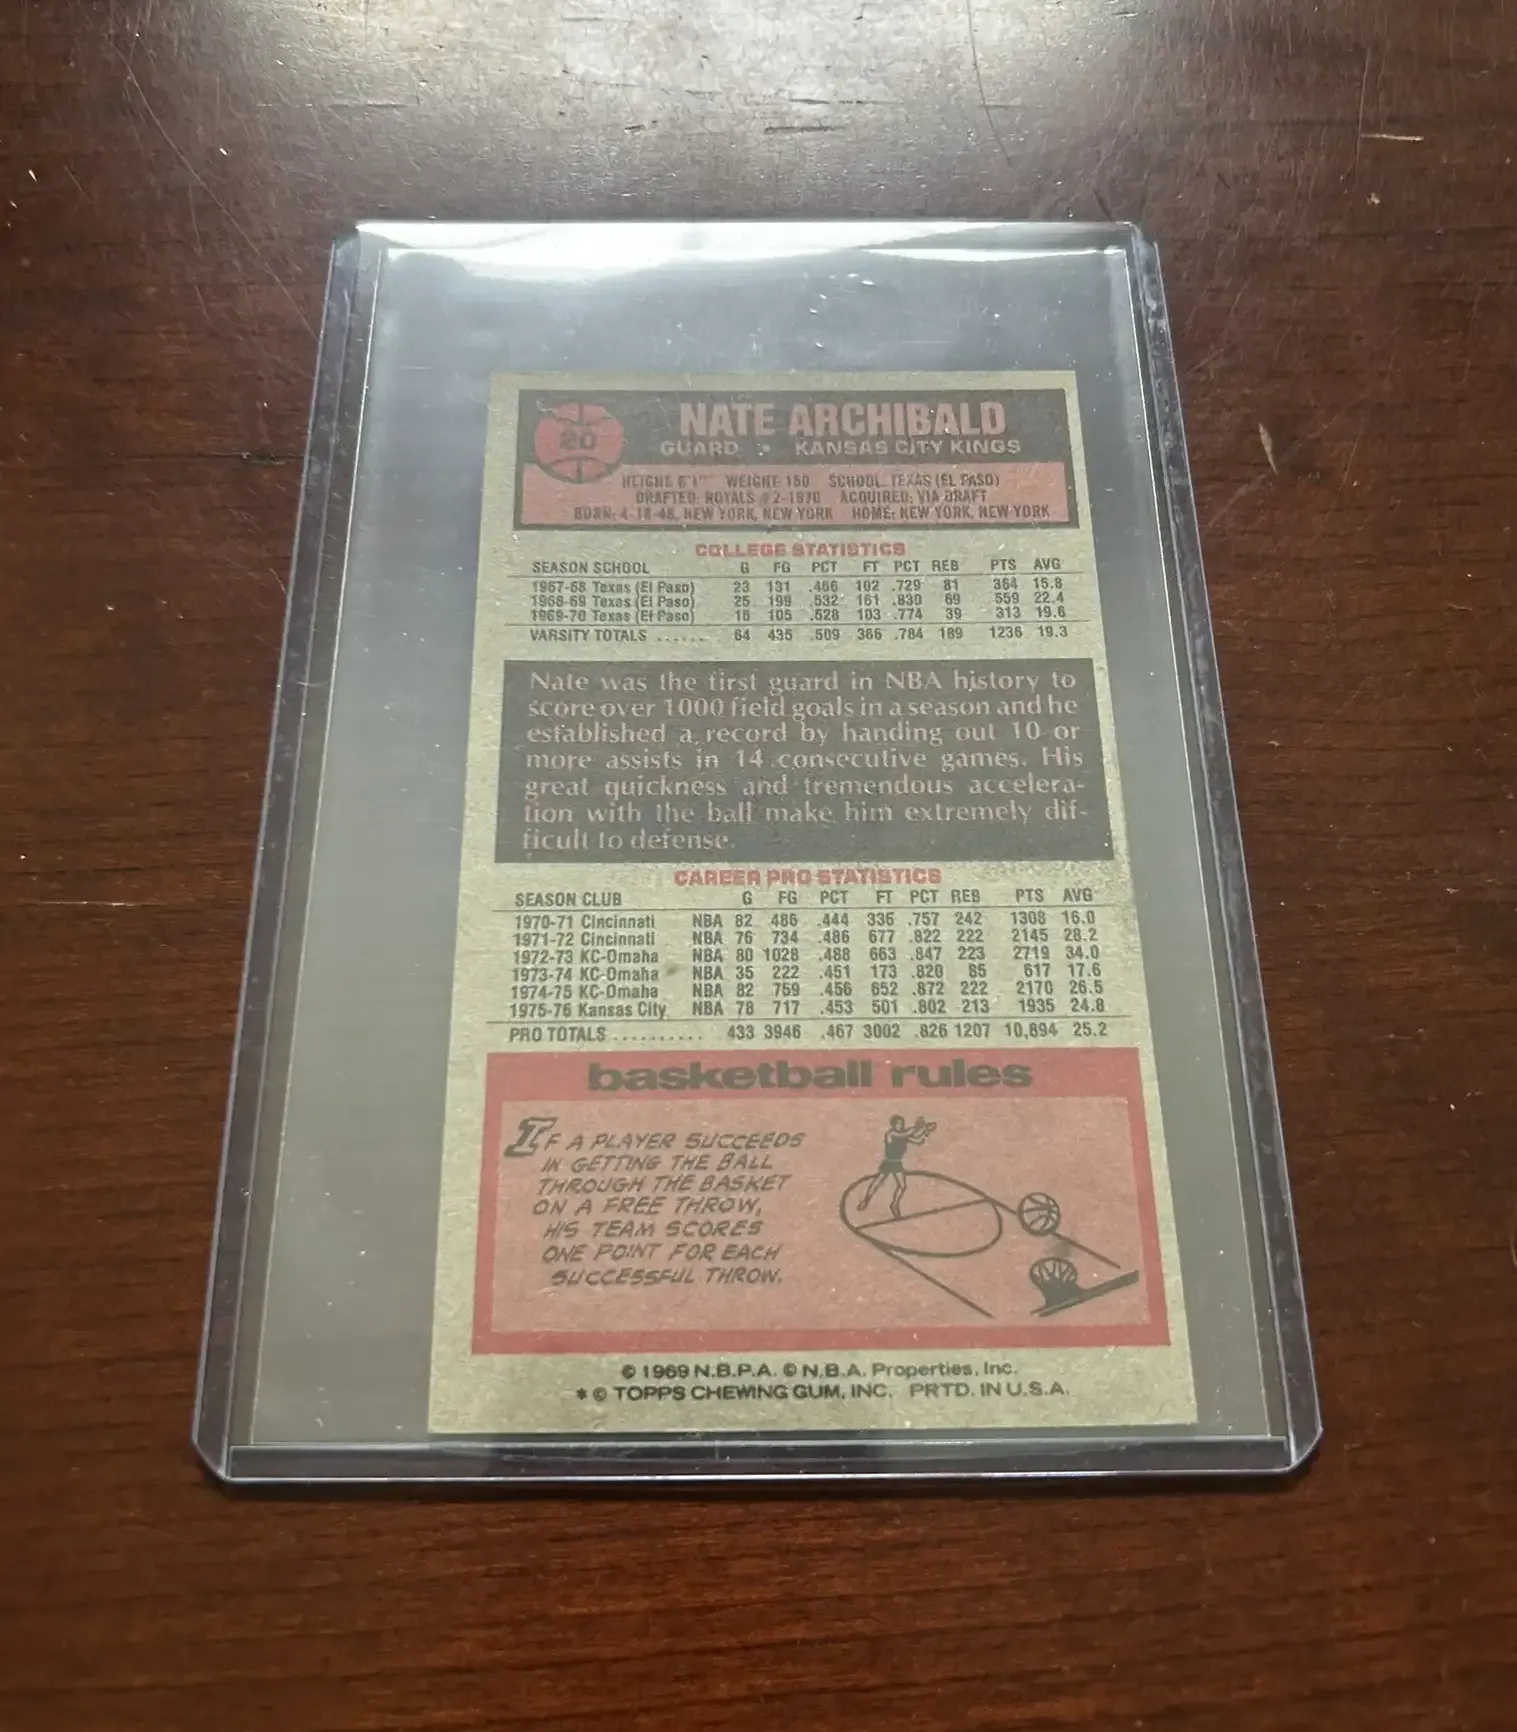 20
NATE ARCHIBALD
GUARD • KANSAS CITY KINGS
HEIGHT: 6'1" WEIGHT: 150 SCHOOL: TEXAS (EL PASO)
DRAFTED: ROYALS #2-1970 ACQUIRED: VIA DRAFT
BORN: 4-18-48, NEW YORK, NEW YORK HOME: NEW YORK, NEW YORK
COLLEGE STATISTICS
SEASON SCHOOL G FG PCT FT PCT REB PTS AVG
1967-68 Texas (El Paso) 23 131 .466 102 .729 81 364 15.8
1968-69 Texas (El Paso) 25 199 .532 161 .830 69 559 22.4
1969-70 Texas (El Paso) 16 105 .528 103 .774 39 313 19.6
VARSITY TOTALS ...... 64 435 .509 366 .784 189 1236 19.3
Nate was the first guard in NBA history to
score over 1000 field goals in a season and he
established a record by handing out 10 or
more assists in 14 consecutive games. His
great quickness and tremendous accelera-
tion with the ball make him extremely dif-
ficult to defense.
CAREER PRO STATISTICS
SEASON CLUB G FG PCT FT PCT REB PTS AVG
1970-71 Cincinnati NBA 82 486 .444 336 .757 242 1308 16.0
1971-72 Cincinnati NBA 76 734 .486 677 .822 222 2145 28.2
1972-73 KC-Omaha NBA 80 1028 .488 663 .847 223 2719 34.0
1973-74 KC-Omaha NBA 35 222 .451 173 .820 85 617 17.6
1974-75 KC-Omaha NBA 82 759 .456 652 .872 222 2170 26.5
1975-76 Kansas City NBA 78 717 .453 501 .802 213 1935 24.8
PRO TOTALS .......... 433 3946 .467 3002 .826 1207 10,894 25.2
basketball rules
IF A PLAYER SUCCEEDS
IN GETTING THE BALL
THROUGH THE BASKET
ON A FREE THROW,
HIS TEAM SCORES
ONE POINT FOR EACH
SUCCESSFUL THROW.
© 1969 N.B.P.A. © N.B.A. Properties, Inc.
* © TOPPS CHEWING GUM, INC. PRTD. IN U.S.A.